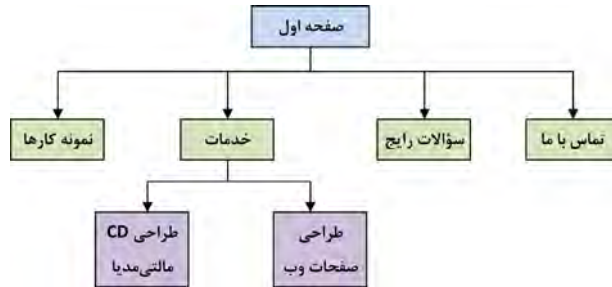 صفحه اول
تماس با ما
سؤالات رایج
خدمات
نمونه کارها
طراحی
صفحات وب
طراحی CD
مالتی‌مدیا